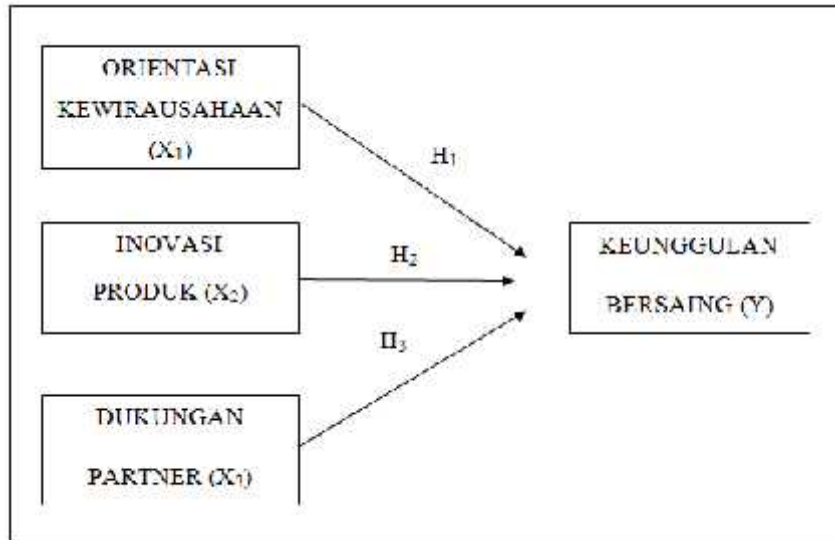 ORIENTASI
KEWIRAUSAHAAN
(X₁)
H₁
INOVASI
PRODUK (X₂)
H₂
KEUNGGULAN
BERSAING (Y)
H₃
DUKUNGAN
PARTNER (X₃)